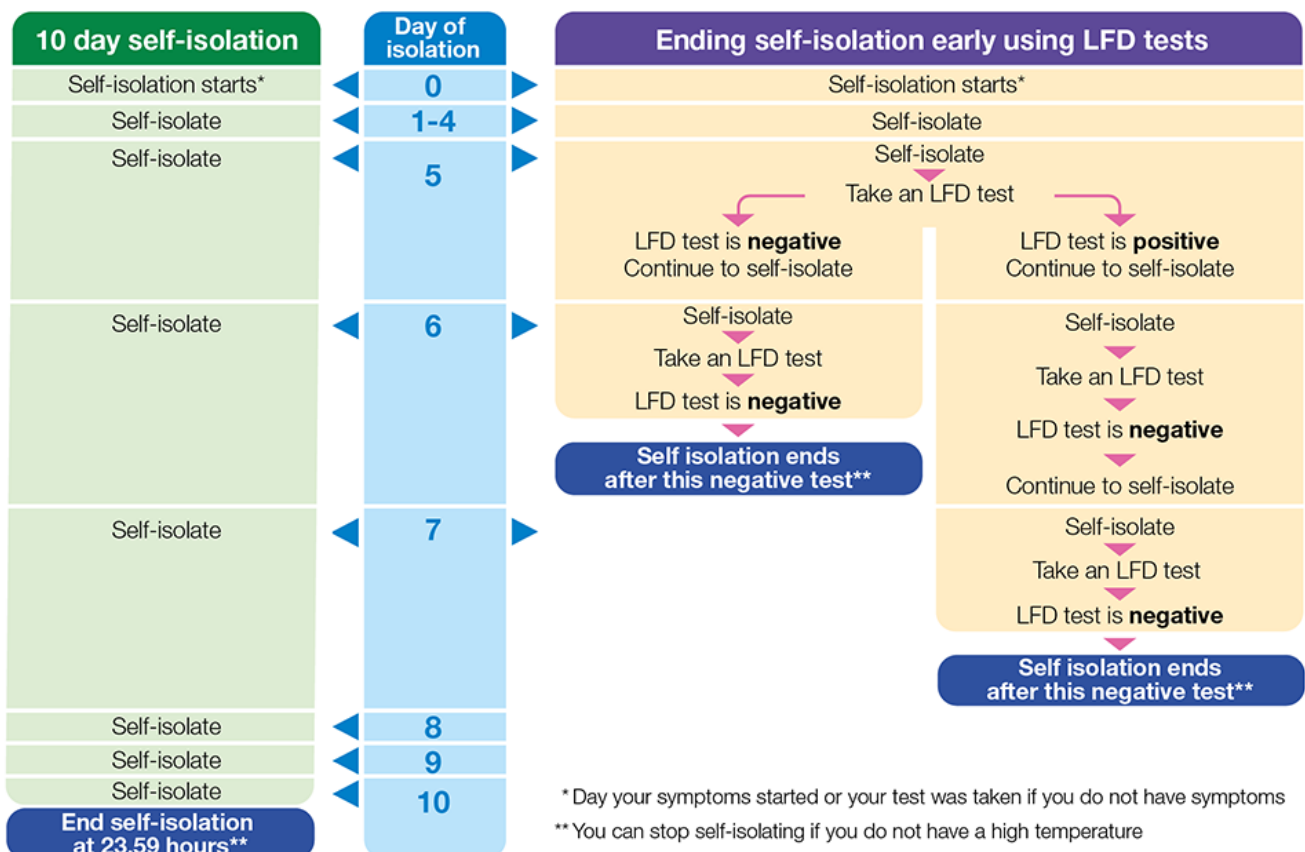 10 day self-isolation
Day of
isolation
Ending self-isolation early using LFD tests
Self-isolation starts*
0
Self-isolation starts*
Self-isolate
1-4
Self-isolate
Self-isolate
5
Self-isolate
Take an LFD test
LFD test is negative
Continue to self-isolate
LFD test is positive
Continue to self-isolate
Self-isolate
6
Self-isolate
Take an LFD test
LFD test is negative
Self isolation ends
after this negative test**
Self-isolate
Take an LFD test
LFD test is negative
Continue to self-isolate
Self-isolate
7
Self-isolate
Take an LFD test
LFD test is negative
Self isolation ends
after this negative test**
Self-isolate
8
Self-isolate
9
Self-isolate
10
End self-isolation
at 23.59 hours**
* Day your symptoms started or your test was taken if you do not have symptoms
** You can stop self-isolating if you do not have a high temperature